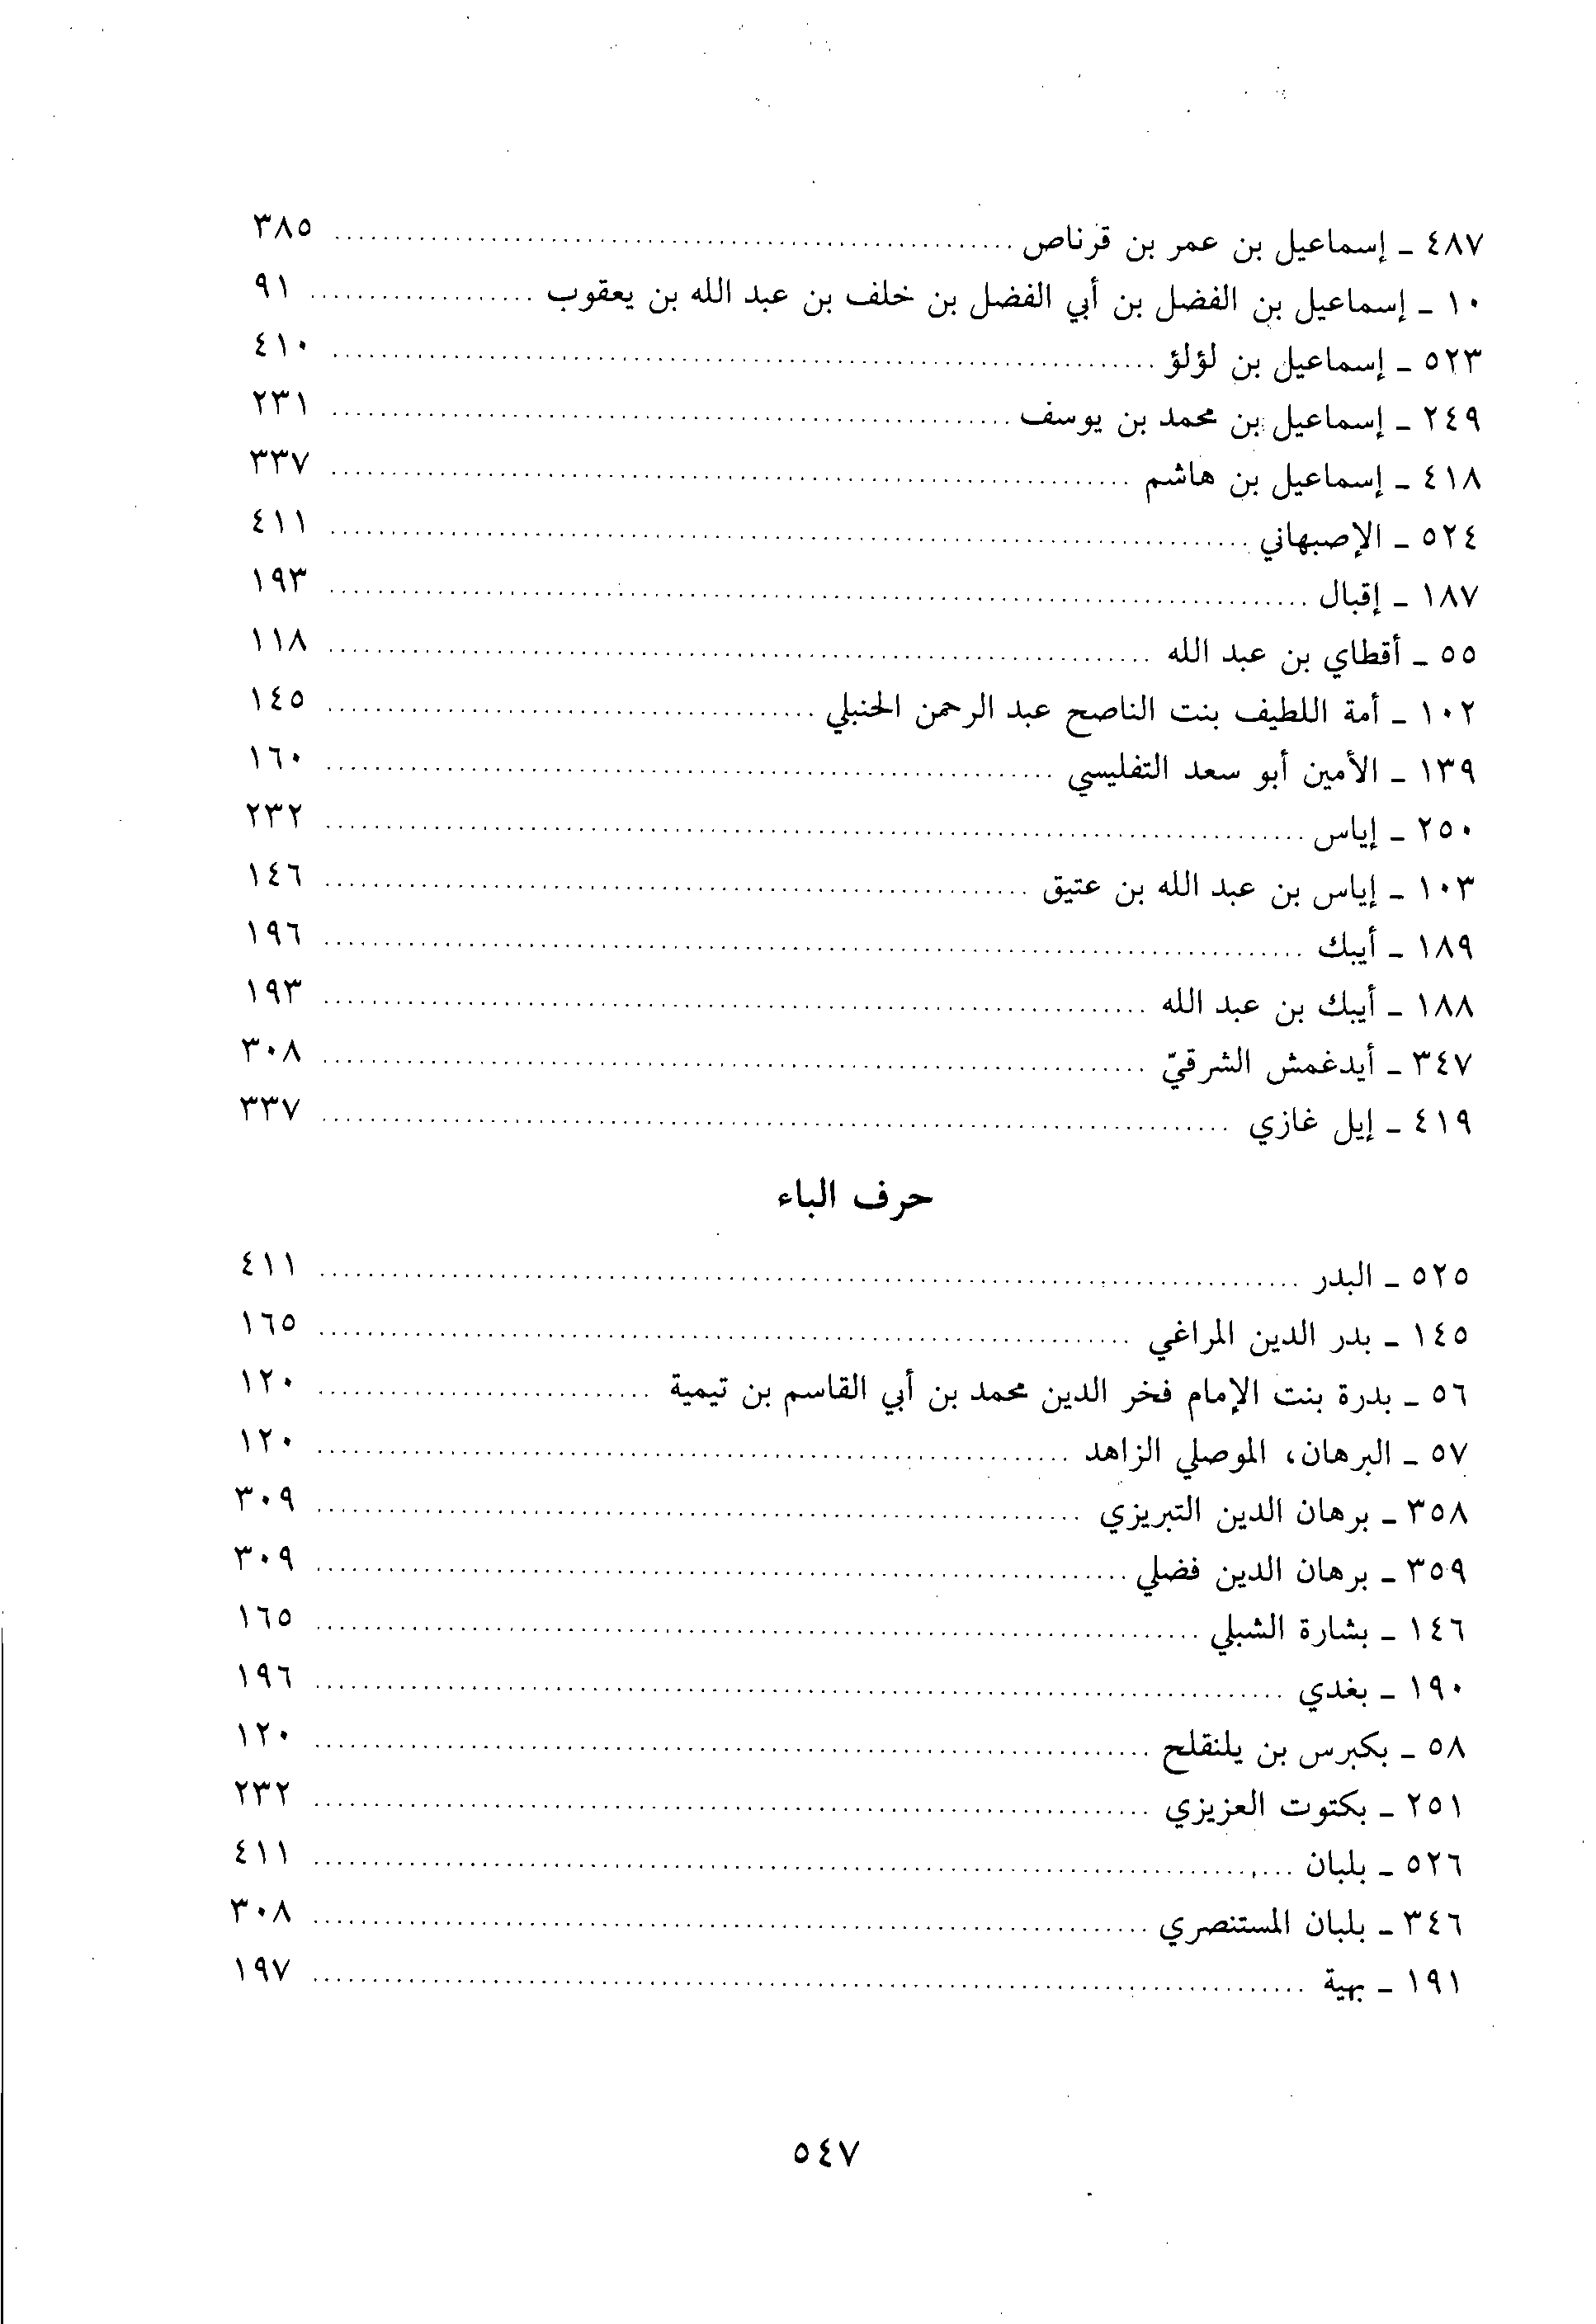 ٤٨٧ - إسماعيل بن عمر بن قرناص ........ ٣٨٥
١٠ - إسماعيل بن الفضل بن أبي الفضل بن خلف بن عبد الله بن يعقوب ........ ٩١
٥٢٣ - إسماعيل بن لؤلؤ ........ ٤١٠
٢٤٩ - إسماعيل بن محمد بن يوسف ........ ٢٣١
٤١٨ - إسماعيل بن هاشم ........ ٣٣٧
٥٢٤ - الإصبهاني ........ ٤١١
١٨٧ - إقبال ........ ١٩٣
٥٥ - أقطاي بن عبد الله ........ ١١٨
١٠٢ - أمة اللطيف بنت الناصح عبد الرحمن الحنبلي ........ ١٤٥
١٣٩ - الأمين أبو سعد التفليسي ........ ١٦٠
٢٥٠ - إياس ........ ٢٣٢
١٠٣ - إياس بن عبد الله بن عتيق ........ ١٤٦
١٨٩ - أيبك ........ ١٩٦
١٨٨ - أيبك بن عبد الله ........ ١٩٣
٣٤٧ - أيدغمش الشرقيّ ........ ٣٠٨
٤١٩ - إيل غازي ........ ٣٣٧
حرف الباء
٥٢٥ - البدر ........ ٤١١
١٤٥ - بدر الدين المراغي ........ ١٦٥
٥٦ - بدرة بنت الإمام فخر الدين محمد بن أبي القاسم بن تيمية ........ ١٢٠
٥٧ - البرهان، الموصلي الزاهد ........ ١٢٠
٣٥٨ - برهان الدين التبريزي ........ ٣٠٩
٣٥٩ - برهان الدين فضلي ........ ٣٠٩
١٤٦ - بشارة الشبلي ........ ١٦٥
١٩٠ - بغدي ........ ١٩٦
٥٨ - بكبرس بن يلنقلح ........ ١٢٠
٢٥١ - بكتوت العزيزي ........ ٢٣٢
٥٢٦ - بلبان ........ ٤١١
٣٤٦ - بلبان المستنصري ........ ٣٠٨
١٩١ - بهية ........ ١٩٧
٥٤٧